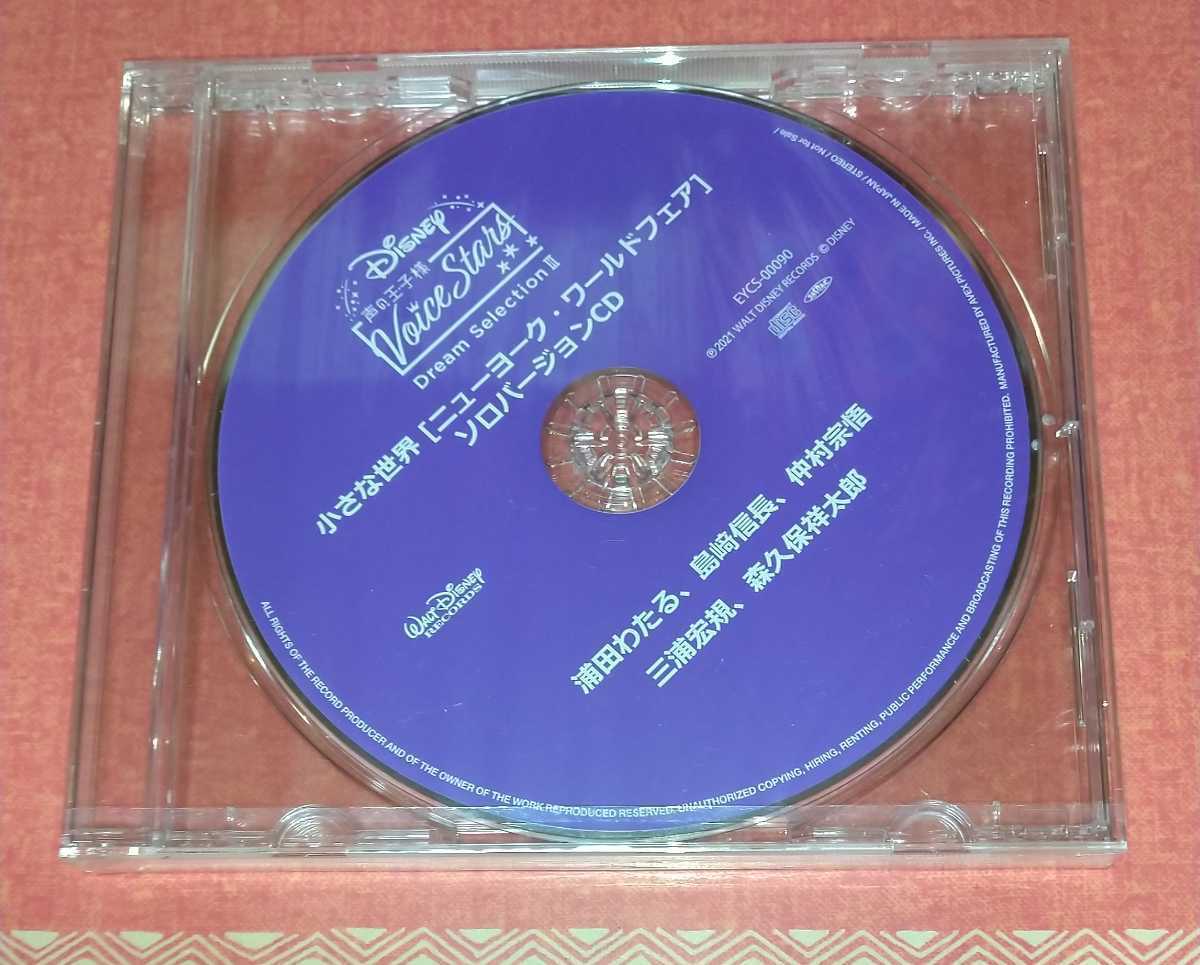 Disney
声の王子様
Voice Stars
Dream Selection III
小さな世界［ニューヨーク・ワールドフェア］
ソロバージョンCD
EYCS-00090
℗ 2021 WALT DISNEY RECORDS © DISNEY
disc
WALT DISNEY
RECORDS
浦田わたる、島﨑信長、仲村宗悟
三浦宏規、森久保祥太郎
ALL RIGHTS OF THE RECORD PRODUCER AND OF THE OWNER OF THE WORK REPRODUCED RESERVED. UNAUTHORIZED COPYING, HIRING, RENTING, PUBLIC PERFORMANCE AND BROADCASTING OF THIS RECORDING PROHIBITED. MANUFACTURED BY AVEX PICTURES INC. / MADE IN JAPAN / STEREO / Not for Sale /